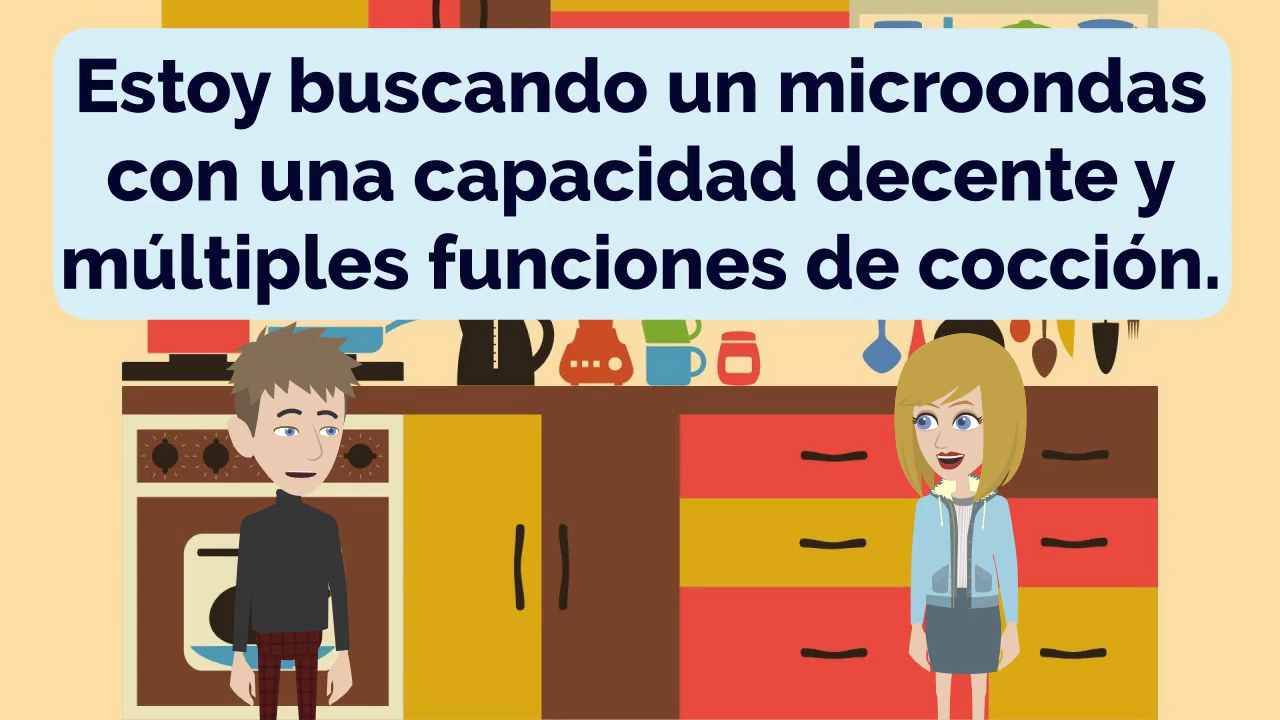 Estoy buscando un microondas
con una capacidad decente y
múltiples funciones de cocción.